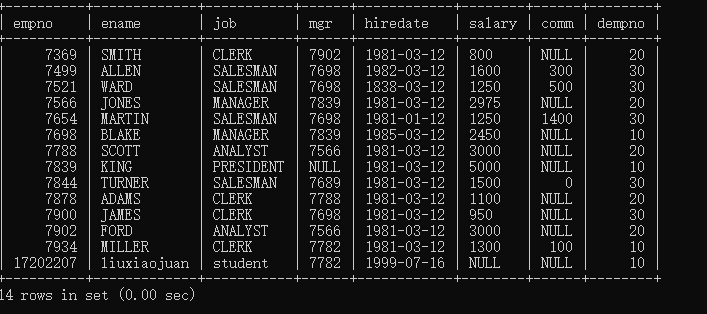 empno | ename | job | mgr | hiredate | salary | comm | dempno
7369 | SMITH | CLERK | 7902 | 1981-03-12 | 800 | NULL | 20
7499 | ALLEN | SALESMAN | 7698 | 1982-03-12 | 1600 | 300 | 30
7521 | WARD | SALESMAN | 7698 | 1838-03-12 | 1250 | 500 | 30
7566 | JONES | MANAGER | 7839 | 1981-03-12 | 2975 | NULL | 20
7654 | MARTIN | SALESMAN | 7698 | 1981-01-12 | 1250 | 1400 | 30
7698 | BLAKE | MANAGER | 7839 | 1985-03-12 | 2450 | NULL | 10
7788 | SCOTT | ANALYST | 7566 | 1981-03-12 | 3000 | NULL | 20
7839 | KING | PRESIDENT | NULL | 1981-03-12 | 5000 | NULL | 10
7844 | TURNER | SALESMAN | 7689 | 1981-03-12 | 1500 | 0 | 30
7878 | ADAMS | CLERK | 7788 | 1981-03-12 | 1100 | NULL | 20
7900 | JAMES | CLERK | 7698 | 1981-03-12 | 950 | NULL | 30
7902 | FORD | ANALYST | 7566 | 1981-03-12 | 3000 | NULL | 20
7934 | MILLER | CLERK | 7782 | 1981-03-12 | 1300 | 100 | 10
17202207 | liuxiaojuan | student | 7782 | 1999-07-16 | NULL | NULL | 10
14 rows in set (0.00 sec)